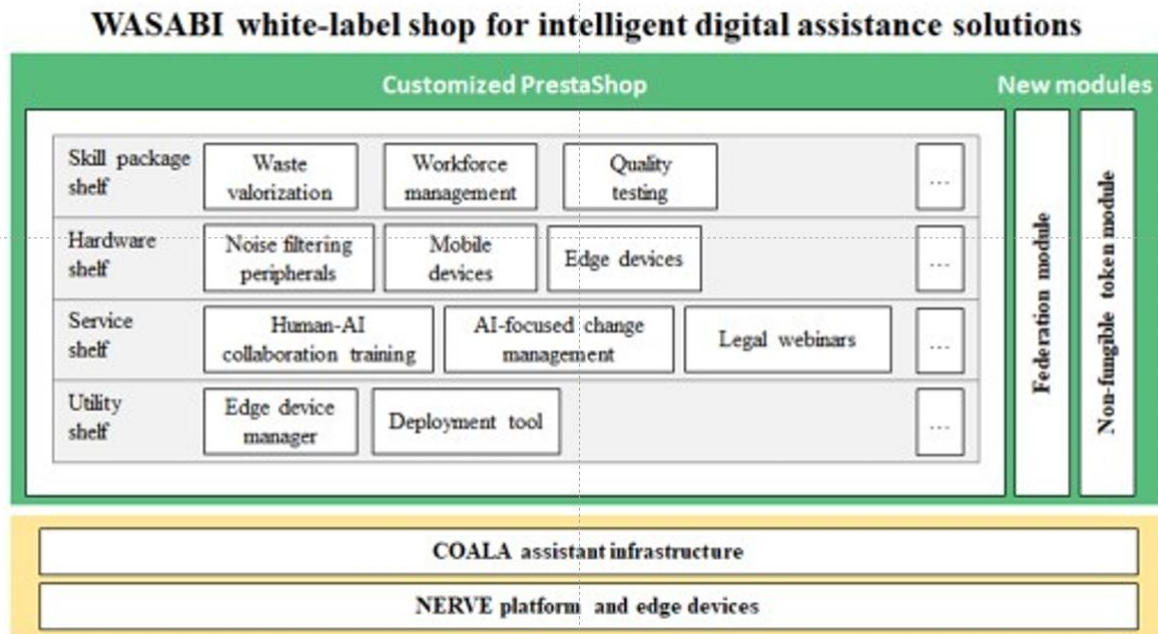 WASABI white-label shop for intelligent digital assistance solutions
Customized PrestaShop
New modules
Skill package
shelf
Waste
valorization
Workforce
management
Quality
testing
...
Hardware
shelf
Noise filtering
peripherals
Mobile
devices
Edge devices
...
Service
shelf
Human-AI
collaboration training
AI-focused change
management
Legal webinars
...
Utility
shelf
Edge device
manager
Deployment tool
...
Federation module
Non-fungible token module
COALA assistant infrastructure
NERVE platform and edge devices